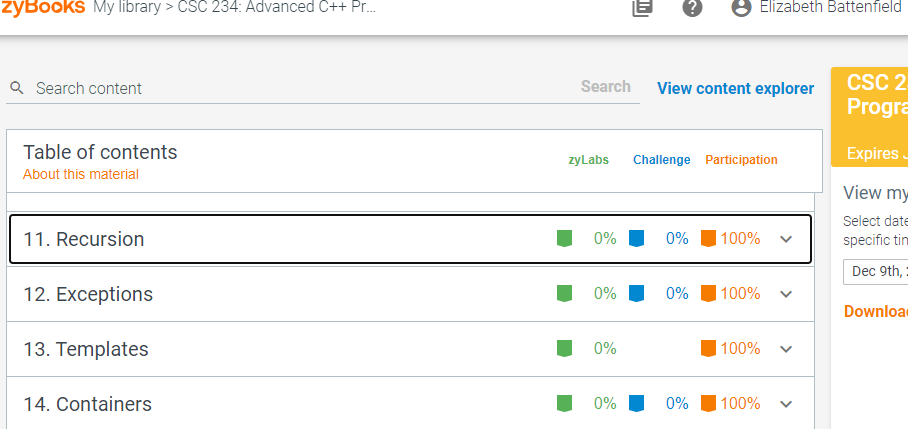 zyBooks My library > CSC 234: Advanced C++ Pr... Elizabeth Battenfield
Search content Search View content explorer
CSC 2
Progra
Expires J
Table of contents zyLabs Challenge Participation
About this material
View my
Select date
specific tin
Dec 9th, 2
Download
11. Recursion 0% 0% 100%
12. Exceptions 0% 0% 100%
13. Templates 0% 100%
14. Containers 0% 0% 100%